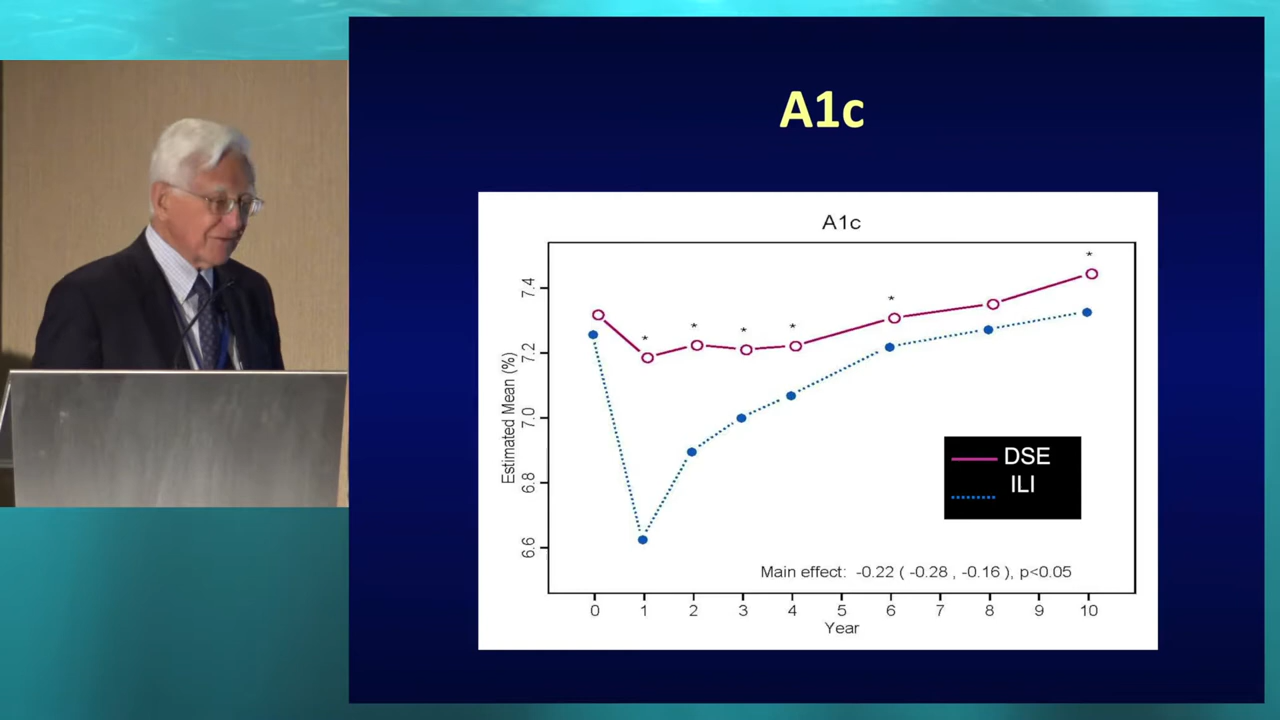 A1c
A1c
Estimated Mean (%)
7.4
7.2
7.0
6.8
6.6
* * * * * *
DSE
ILI
Main effect: -0.22 ( -0.28 , -0.16 ), p<0.05
0 1 2 3 4 5 6 7 8 9 10
Year